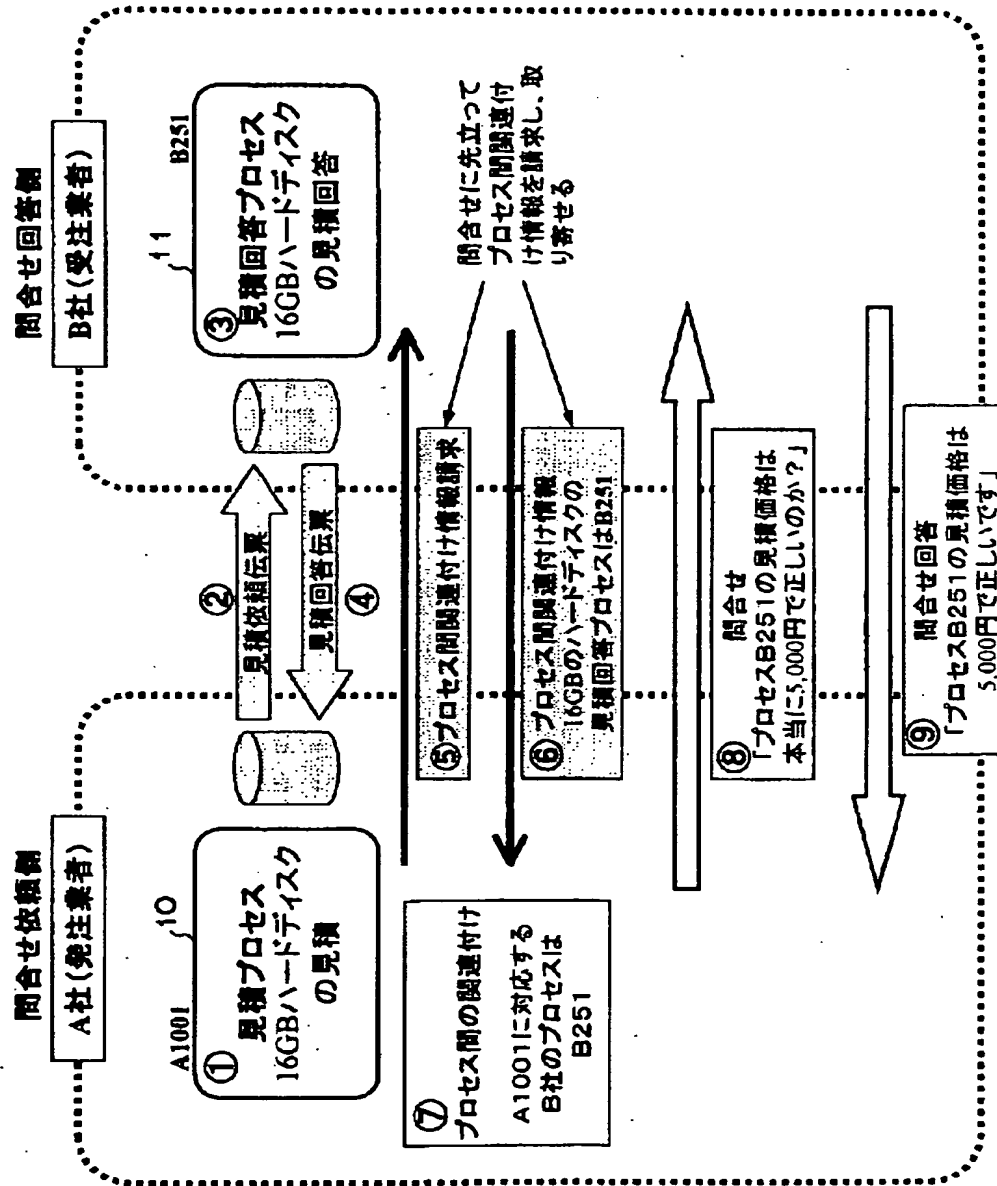 問合せ依頼側
A社(発注業者)
問合せ回答側
B社(受注業者)
A1001
10
①
見積プロセス
16GBハードディスク
の見積
②
見積依頼伝票
見積回答伝票
④
11
B251
③
見積回答プロセス
16GBハードディスク
の見積回答
⑤プロセス間関連付け情報請求
⑥プロセス間関連付け情報
16GBのハードディスクの
見積回答プロセスはB251
問合せに先立って
プロセス間関連付
け情報を請求し、取
り寄せる
⑦
プロセス間の関連付け
A1001に対応する
B社のプロセスは
B251
⑧
問合せ
「プロセスB251の見積価格は
本当に5,000円で正しいのか?」
⑨
問合せ回答
「プロセスB251の見積価格は
5,000円で正しいです」